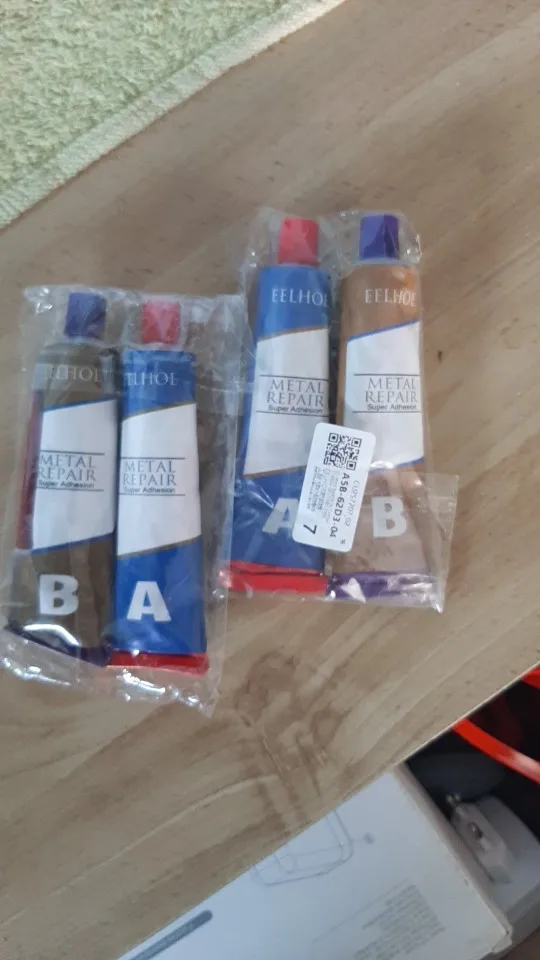 EELHOE
METAL
REPAIR
Super Adhesion
B
EELHOE
METAL
REPAIR
Super Adhesion
A
EELHOE
METAL
REPAIR
Super Adhesion
A
EELHOE
METAL
REPAIR
Super Adhesion
B
A5B-62D3-04
7